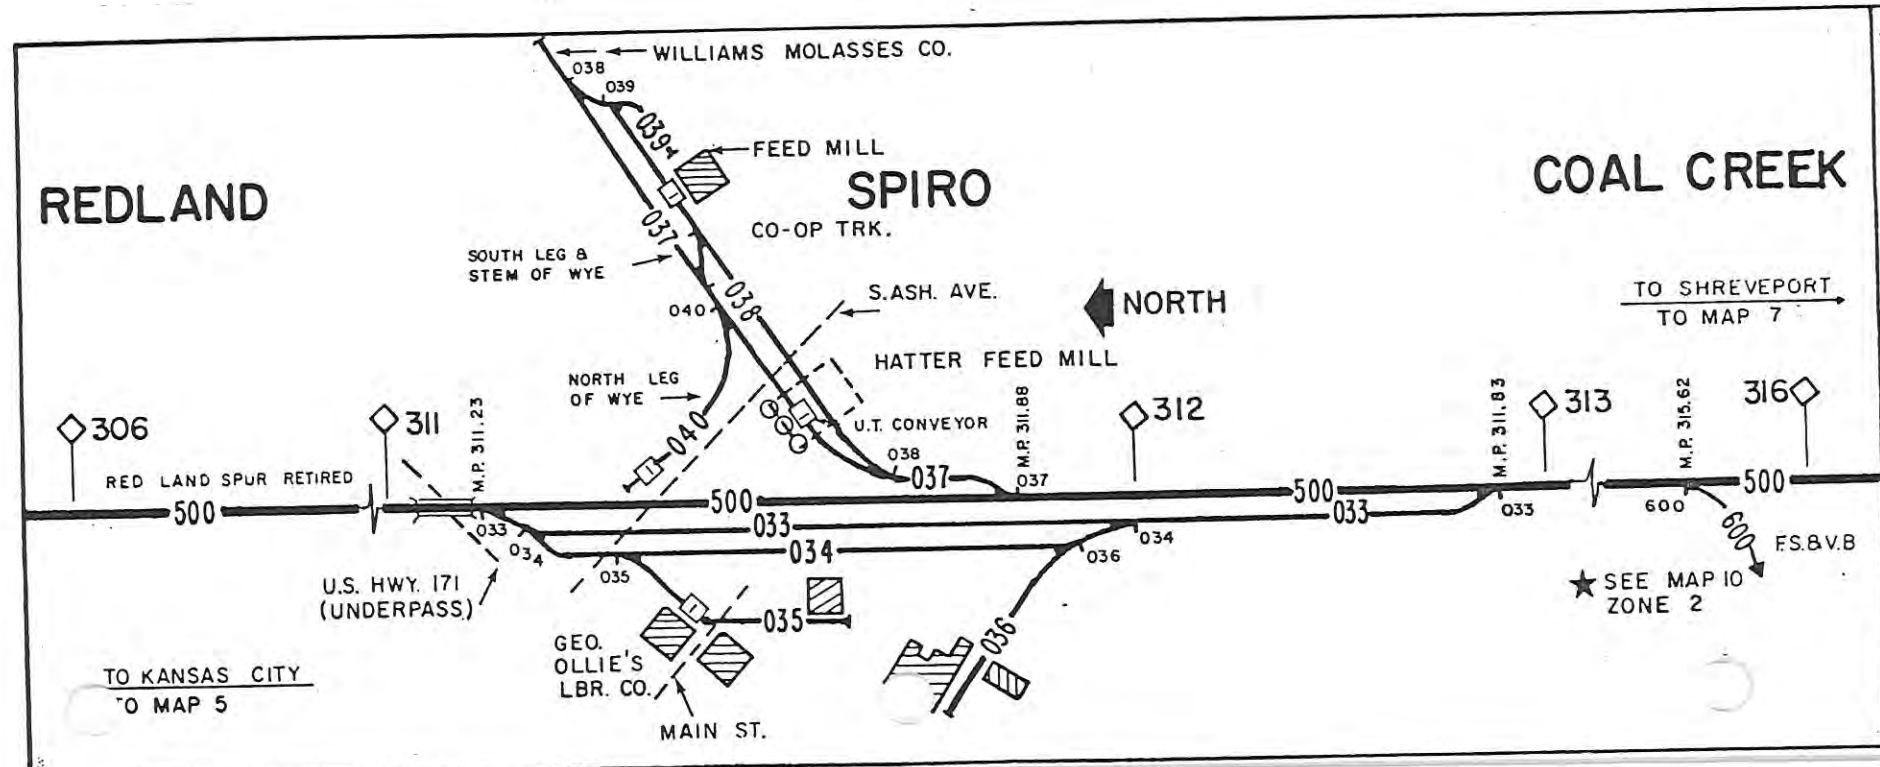 WILLIAMS MOLASSES CO.
038
039
039
FEED MILL
REDLAND
SPIRO
COAL CREEK
037
CO-OP TRK.
SOUTH LEG &
STEM OF WYE
038
S.ASH. AVE.
040
NORTH
TO SHREVEPORT
TO MAP 7
HATTER FEED MILL
NORTH LEG
OF WYE
306
311
M.P. 311.23
040
U.T. CONVEYOR
M.P. 311.88
312
M.P. 311.83
313
M.P. 315.62
316
RED LAND SPUR RETIRED
038
037
037
500
500
500
500
033
033
033
033
600
600
034
034
034
035
036
F.S.&V.B
U.S. HWY. 171
(UNDERPASS)
SEE MAP 10
ZONE 2
035
036
GEO.
OLLIE'S
LBR. CO.
TO KANSAS CITY
TO MAP 5
MAIN ST.